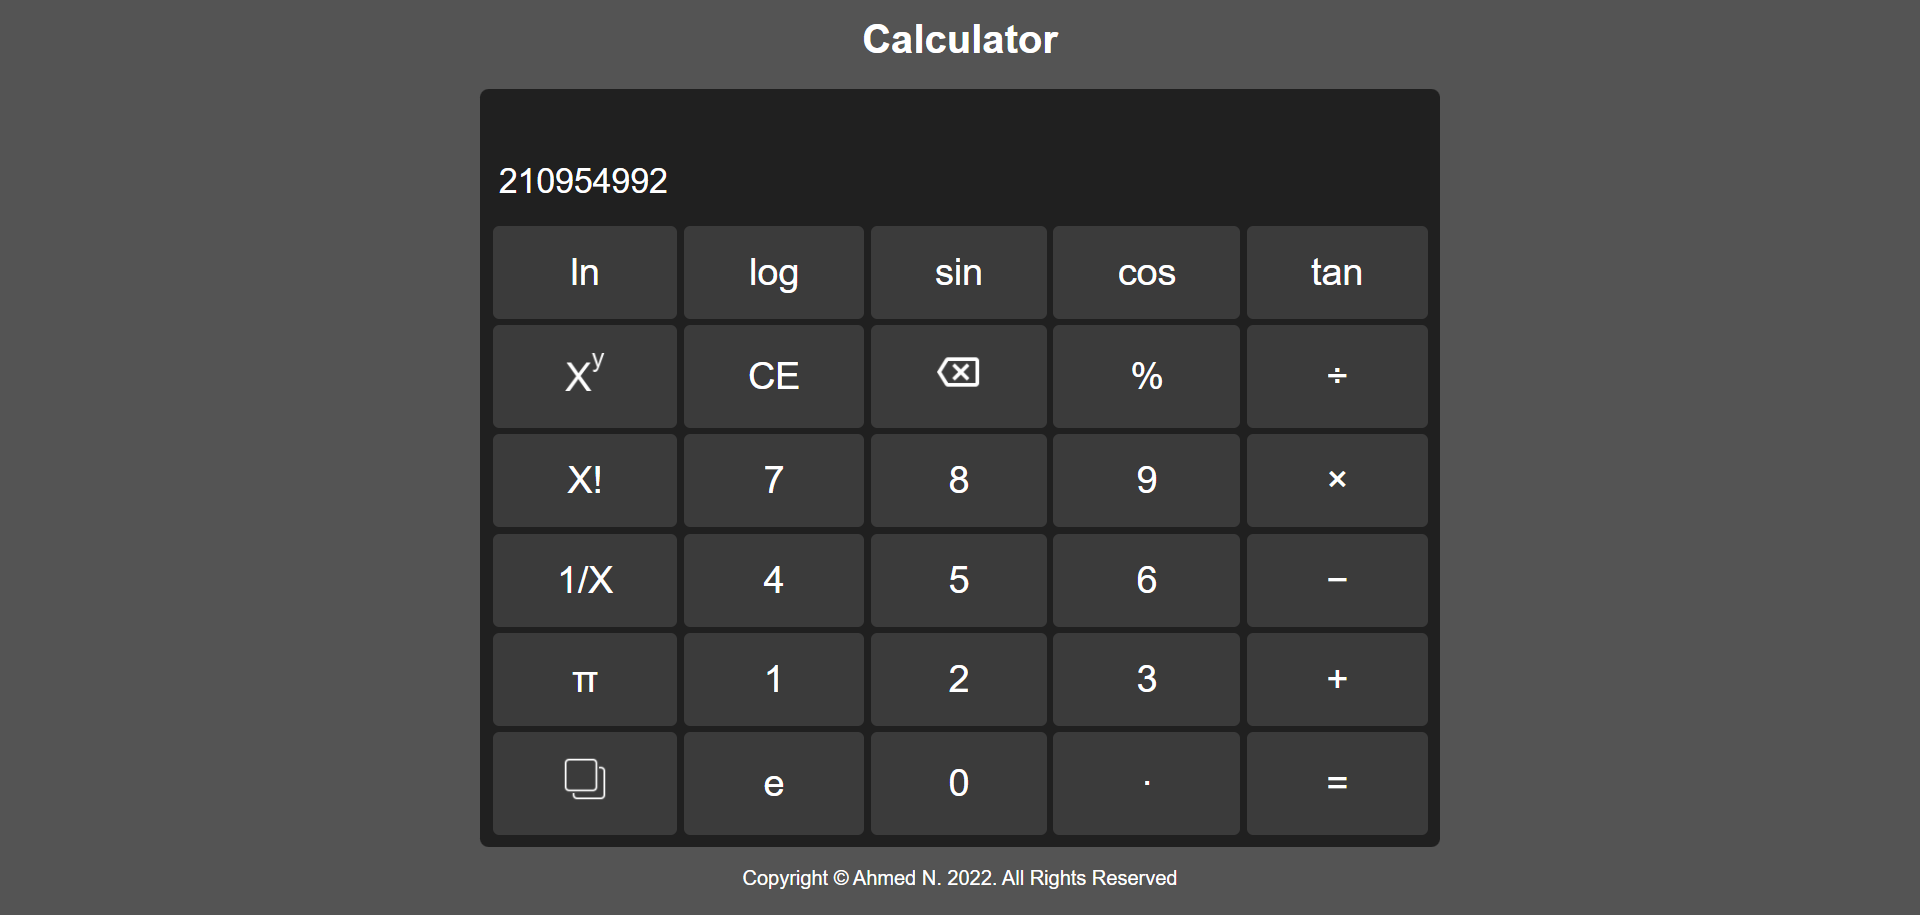 Calculator
210954992
ln log sin cos tan
Xʸ CE % ÷
X! 7 8 9 ×
1/X 4 5 6 −
π 1 2 3 +
e 0 · =
Copyright © Ahmed N. 2022. All Rights Reserved